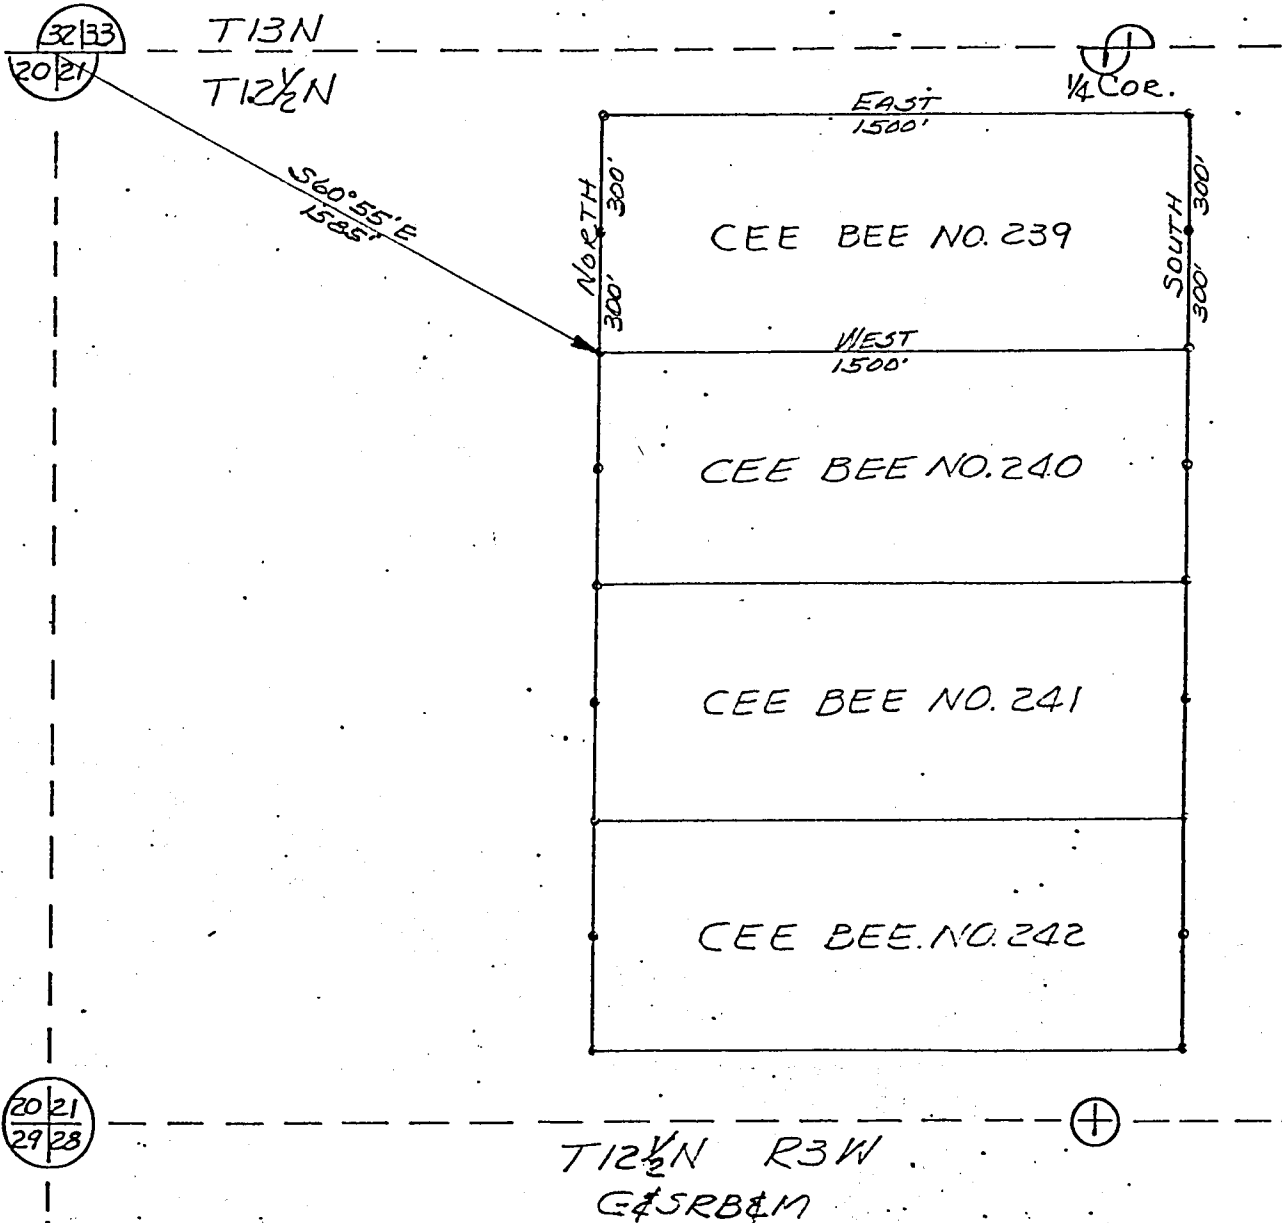 32 33
T13N
20 21
T12½N
¼ COR.
EAST
1500'
S60°55'E
1585'
NORTH
300'
300'
SOUTH
300'
300'
CEE BEE NO. 239
WEST
1500'
CEE BEE NO. 240
CEE BEE NO. 241
CEE BEE NO. 242
20 21
29 28
T12½N R3W
G&SRB&M